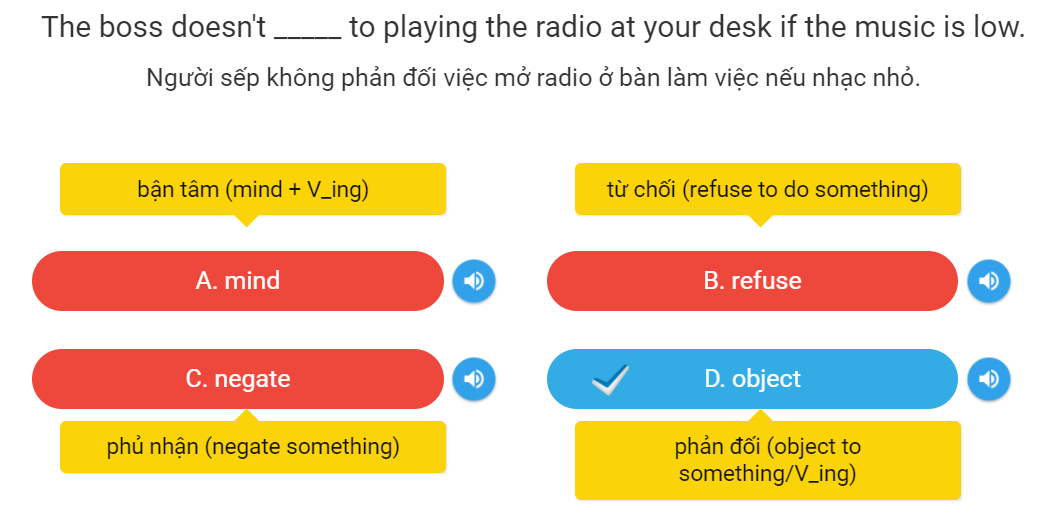 The boss doesn't _____ to playing the radio at your desk if the music is low.
Người sếp không phản đối việc mở radio ở bàn làm việc nếu nhạc nhỏ.
bận tâm (mind + V_ing)
từ chối (refuse to do something)
A. mind
B. refuse
C. negate
D. object
phủ nhận (negate something)
phản đối (object to
something/V_ing)